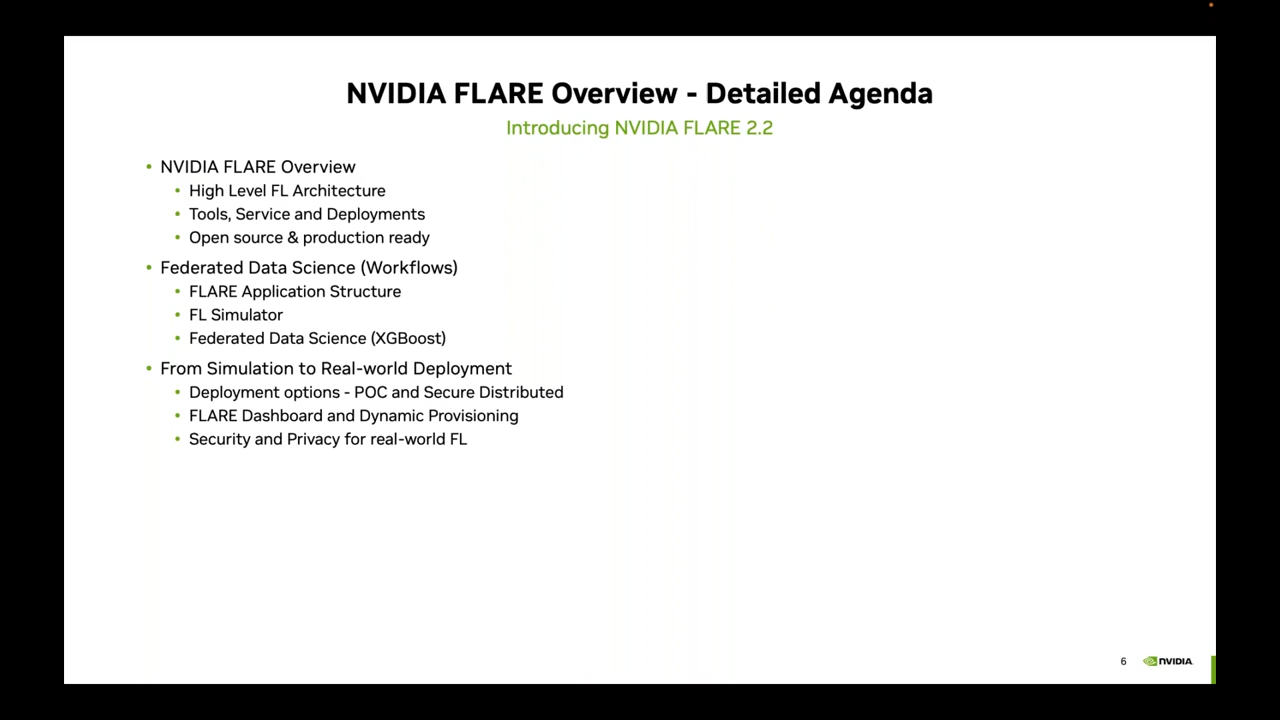 NVIDIA FLARE Overview - Detailed Agenda
Introducing NVIDIA FLARE 2.2
• NVIDIA FLARE Overview
• High Level FL Architecture
• Tools, Service and Deployments
• Open source & production ready
• Federated Data Science (Workflows)
• FLARE Application Structure
• FL Simulator
• Federated Data Science (XGBoost)
• From Simulation to Real-world Deployment
• Deployment options - POC and Secure Distributed
• FLARE Dashboard and Dynamic Provisioning
• Security and Privacy for real-world FL
6 NVIDIA